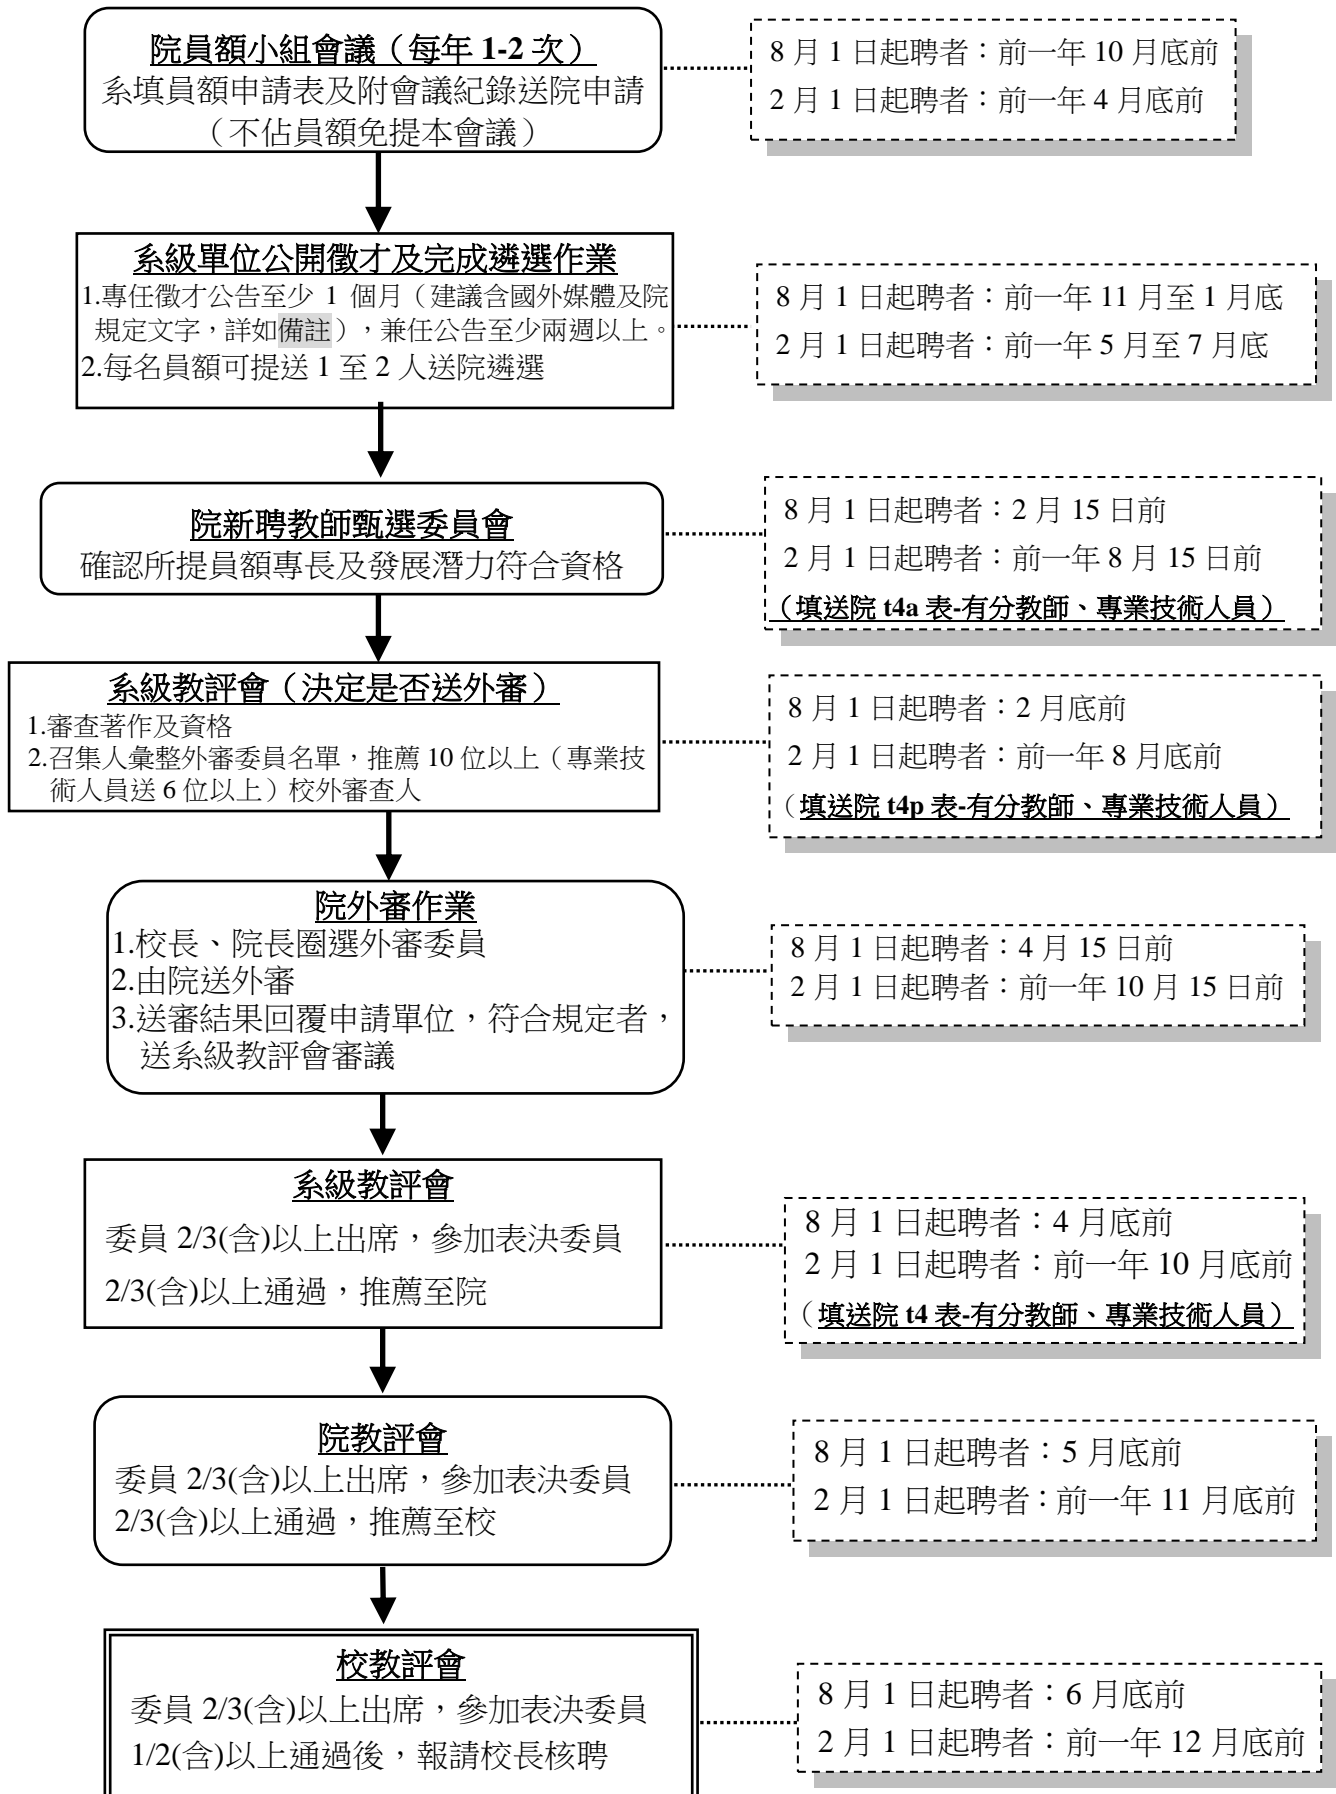 院員額小組會議（每年 1-2 次）
系填員額申請表及附會議紀錄送院申請
（不佔員額免提本會議）
8 月 1 日起聘者：前一年 10 月底前
2 月 1 日起聘者：前一年 4 月底前
系級單位公開徵才及完成遴選作業
1.專任徵才公告至少 1 個月（建議含國外媒體及院
規定文字，詳如備註），兼任公告至少兩週以上。
2.每名員額可提送 1 至 2 人送院遴選
8 月 1 日起聘者：前一年 11 月至 1 月底
2 月 1 日起聘者：前一年 5 月至 7 月底
院新聘教師甄選委員會
確認所提員額專長及發展潛力符合資格
8 月 1 日起聘者：2 月 15 日前
2 月 1 日起聘者：前一年 8 月 15 日前
（填送院 t4a 表-有分教師、專業技術人員）
系級教評會（決定是否送外審）
1.審查著作及資格
2.召集人彙整外審委員名單，推薦 10 位以上（專業技
術人員送 6 位以上）校外審查人
8 月 1 日起聘者：2 月底前
2 月 1 日起聘者：前一年 8 月底前
（填送院 t4p 表-有分教師、專業技術人員）
院外審作業
1.校長、院長圈選外審委員
2.由院送外審
3.送審結果回覆申請單位，符合規定者，
送系級教評會審議
8 月 1 日起聘者：4 月 15 日前
2 月 1 日起聘者：前一年 10 月 15 日前
系級教評會
委員 2/3(含)以上出席，參加表決委員
2/3(含)以上通過，推薦至院
8 月 1 日起聘者：4 月底前
2 月 1 日起聘者：前一年 10 月底前
（填送院 t4 表-有分教師、專業技術人員）
院教評會
委員 2/3(含)以上出席，參加表決委員
2/3(含)以上通過，推薦至校
8 月 1 日起聘者：5 月底前
2 月 1 日起聘者：前一年 11 月底前
校教評會
委員 2/3(含)以上出席，參加表決委員
1/2(含)以上通過後，報請校長核聘
8 月 1 日起聘者：6 月底前
2 月 1 日起聘者：前一年 12 月底前